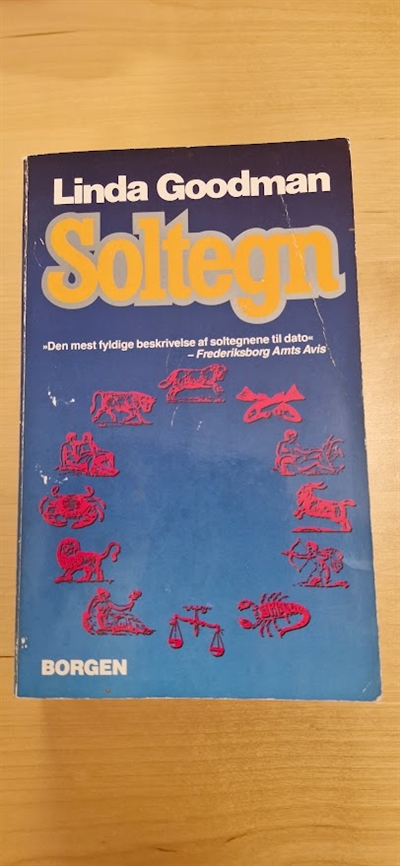 Linda Goodman
Soltegn
»Den mest fyldige beskrivelse af soltegnene til dato«
– Frederiksborg Amts Avis
BORGEN